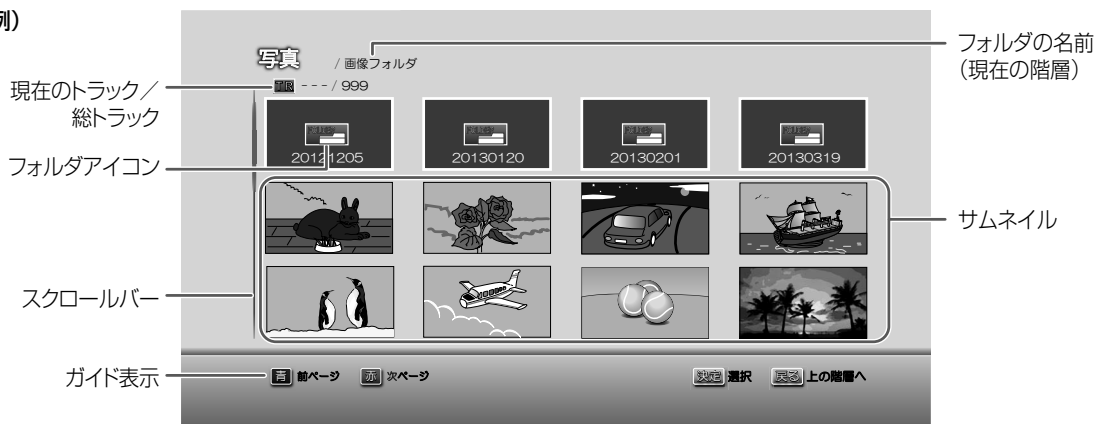 例）
写真 / 画像フォルダ
フォルダの名前
（現在の階層）
TR - - - / 999
現在のトラック／
総トラック
20121205 20130120 20130201 20130319
フォルダアイコン
サムネイル
スクロールバー
ガイド表示
青 前ページ 赤 次ページ 決定 選択 戻る 上の階層へ